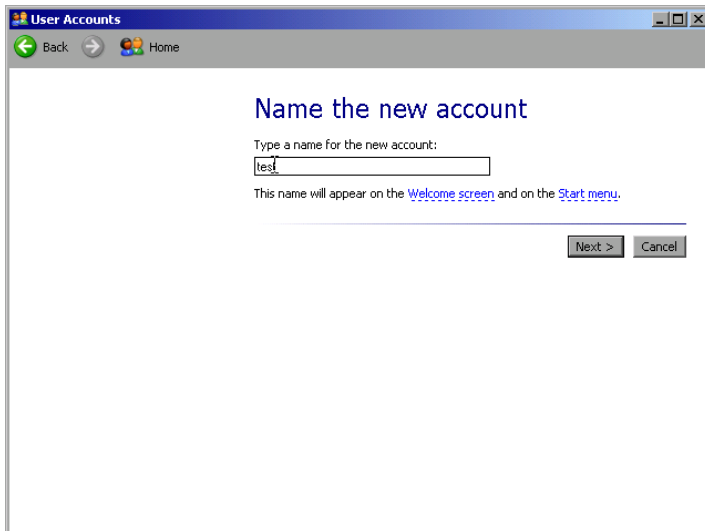 User Accounts
Back Home
Name the new account
Type a name for the new account:
test
This name will appear on the Welcome screen and on the Start menu.
Next > Cancel